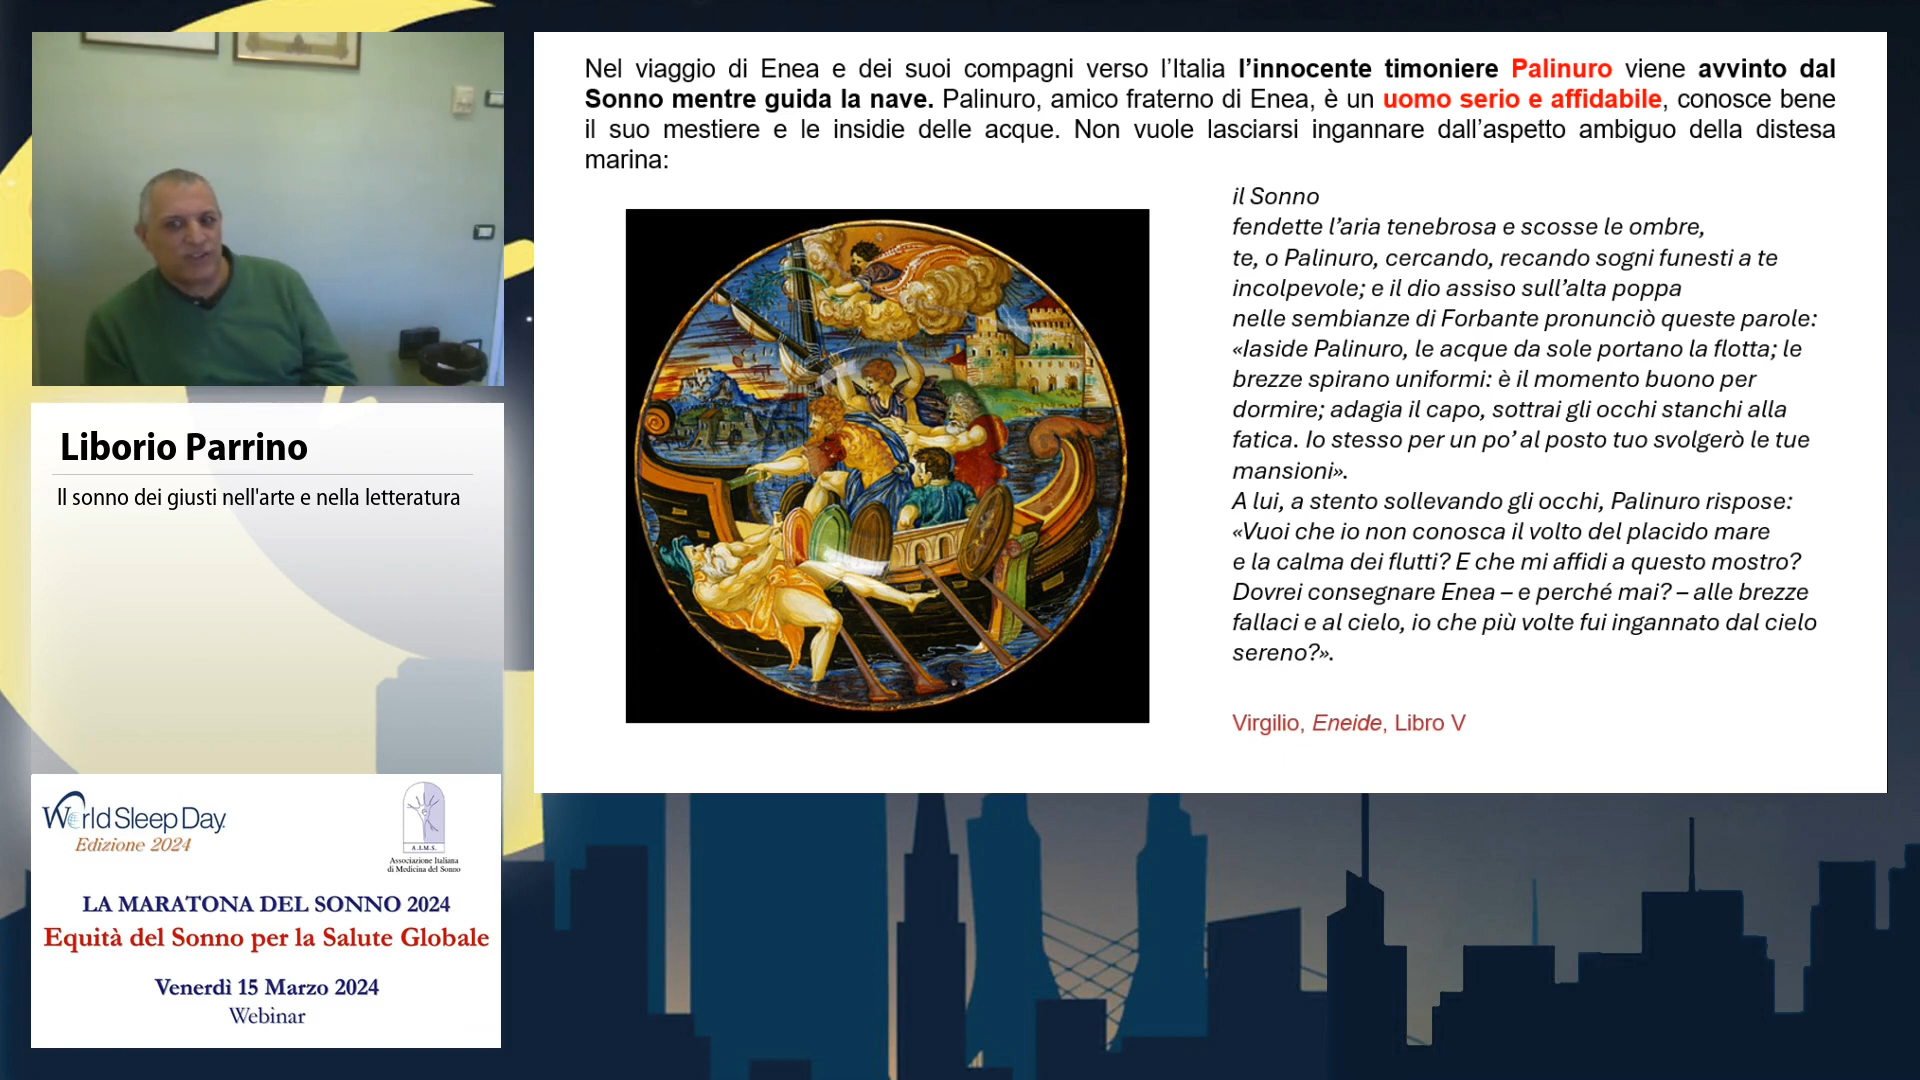 Nel viaggio di Enea e dei suoi compagni verso l’Italia l’innocente timoniere Palinuro viene avvinto dal
Sonno mentre guida la nave. Palinuro, amico fraterno di Enea, è un uomo serio e affidabile, conosce bene
il suo mestiere e le insidie delle acque. Non vuole lasciarsi ingannare dall’aspetto ambiguo della distesa
marina:
il Sonno
fendette l’aria tenebrosa e scosse le ombre,
te, o Palinuro, cercando, recando sogni funesti a te
incolpevole; e il dio assiso sull’alta poppa
nelle sembianze di Forbante pronunciò queste parole:
«Iaside Palinuro, le acque da sole portano la flotta; le
brezze spirano uniformi: è il momento buono per
dormire; adagia il capo, sottrai gli occhi stanchi alla
fatica. Io stesso per un po’ al posto tuo svolgerò le tue
mansioni».
A lui, a stento sollevando gli occhi, Palinuro rispose:
«Vuoi che io non conosca il volto del placido mare
e la calma dei flutti? E che mi affidi a questo mostro?
Dovrei consegnare Enea – e perché mai? – alle brezze
fallaci e al cielo, io che più volte fui ingannato dal cielo
sereno?».
Virgilio, Eneide, Libro V
Liborio Parrino
Il sonno dei giusti nell'arte e nella letteratura
World Sleep Day
Edizione 2024
A.I.M.S.
Associazione Italiana
di Medicina del Sonno
LA MARATONA DEL SONNO 2024
Equità del Sonno per la Salute Globale
Venerdì 15 Marzo 2024
Webinar